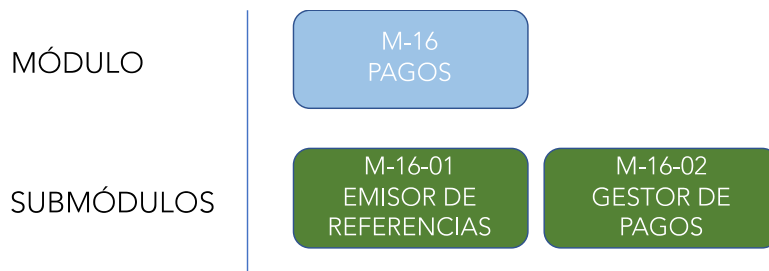 MÓDULO
M-16
PAGOS
SUBMÓDULOS
M-16-01
EMISOR DE
REFERENCIAS
M-16-02
GESTOR DE
PAGOS